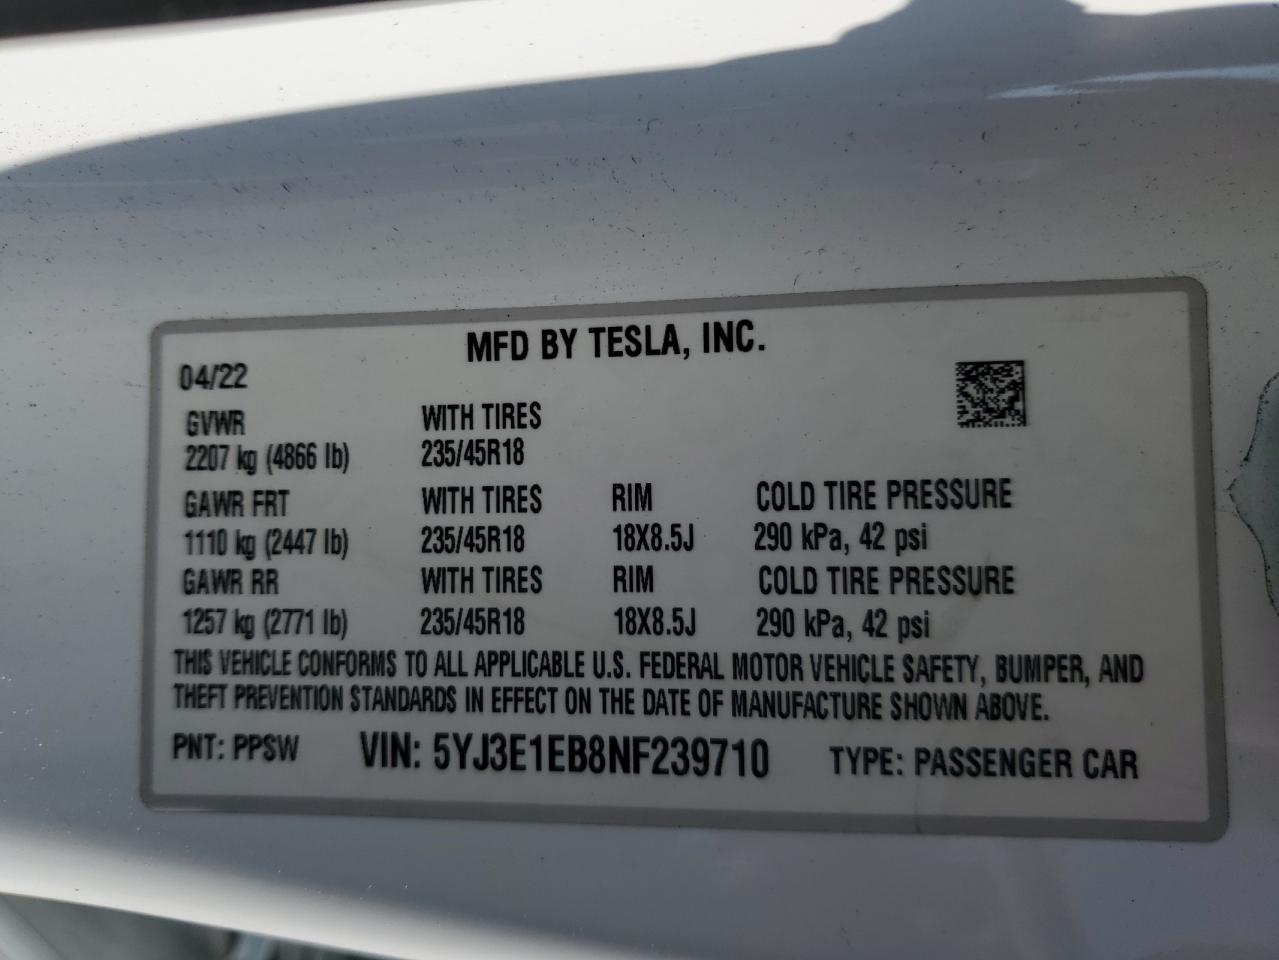 MFD BY TESLA, INC.
04/22
GVWR WITH TIRES
2207 kg (4866 lb) 235/45R18
GAWR FRT WITH TIRES RIM COLD TIRE PRESSURE
1110 kg (2447 lb) 235/45R18 18X8.5J 290 kPa, 42 psi
GAWR RR WITH TIRES RIM COLD TIRE PRESSURE
1257 kg (2771 lb) 235/45R18 18X8.5J 290 kPa, 42 psi
THIS VEHICLE CONFORMS TO ALL APPLICABLE U.S. FEDERAL MOTOR VEHICLE SAFETY, BUMPER, AND
THEFT PREVENTION STANDARDS IN EFFECT ON THE DATE OF MANUFACTURE SHOWN ABOVE.
PNT: PPSW VIN: 5YJ3E1EB8NF239710 TYPE: PASSENGER CAR